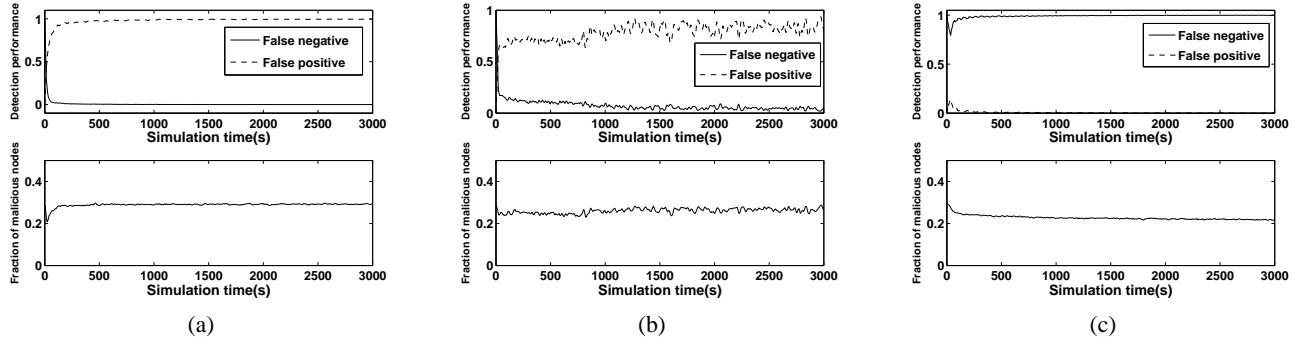 Detection performance
1
0.5
0
False negative
False positive
0 500 1000 1500 2000 2500 3000
Simulation time(s)
Fraction of malicious nodes
0.4
0.2
0
0 500 1000 1500 2000 2500 3000
Simulation time(s)
(a)
Detection performance
1
0.5
0
False negative
False positive
0 500 1000 1500 2000 2500 3000
Simulation time(s)
Fraction of malicious nodes
0.4
0.2
0
0 500 1000 1500 2000 2500 3000
Simulation time(s)
(b)
Detection performance
1
0.5
0
False negative
False positive
0 500 1000 1500 2000 2500 3000
Simulation time(s)
Fraction of malicious nodes
0.4
0.2
0
0 500 1000 1500 2000 2500 3000
Simulation time(s)
(c)